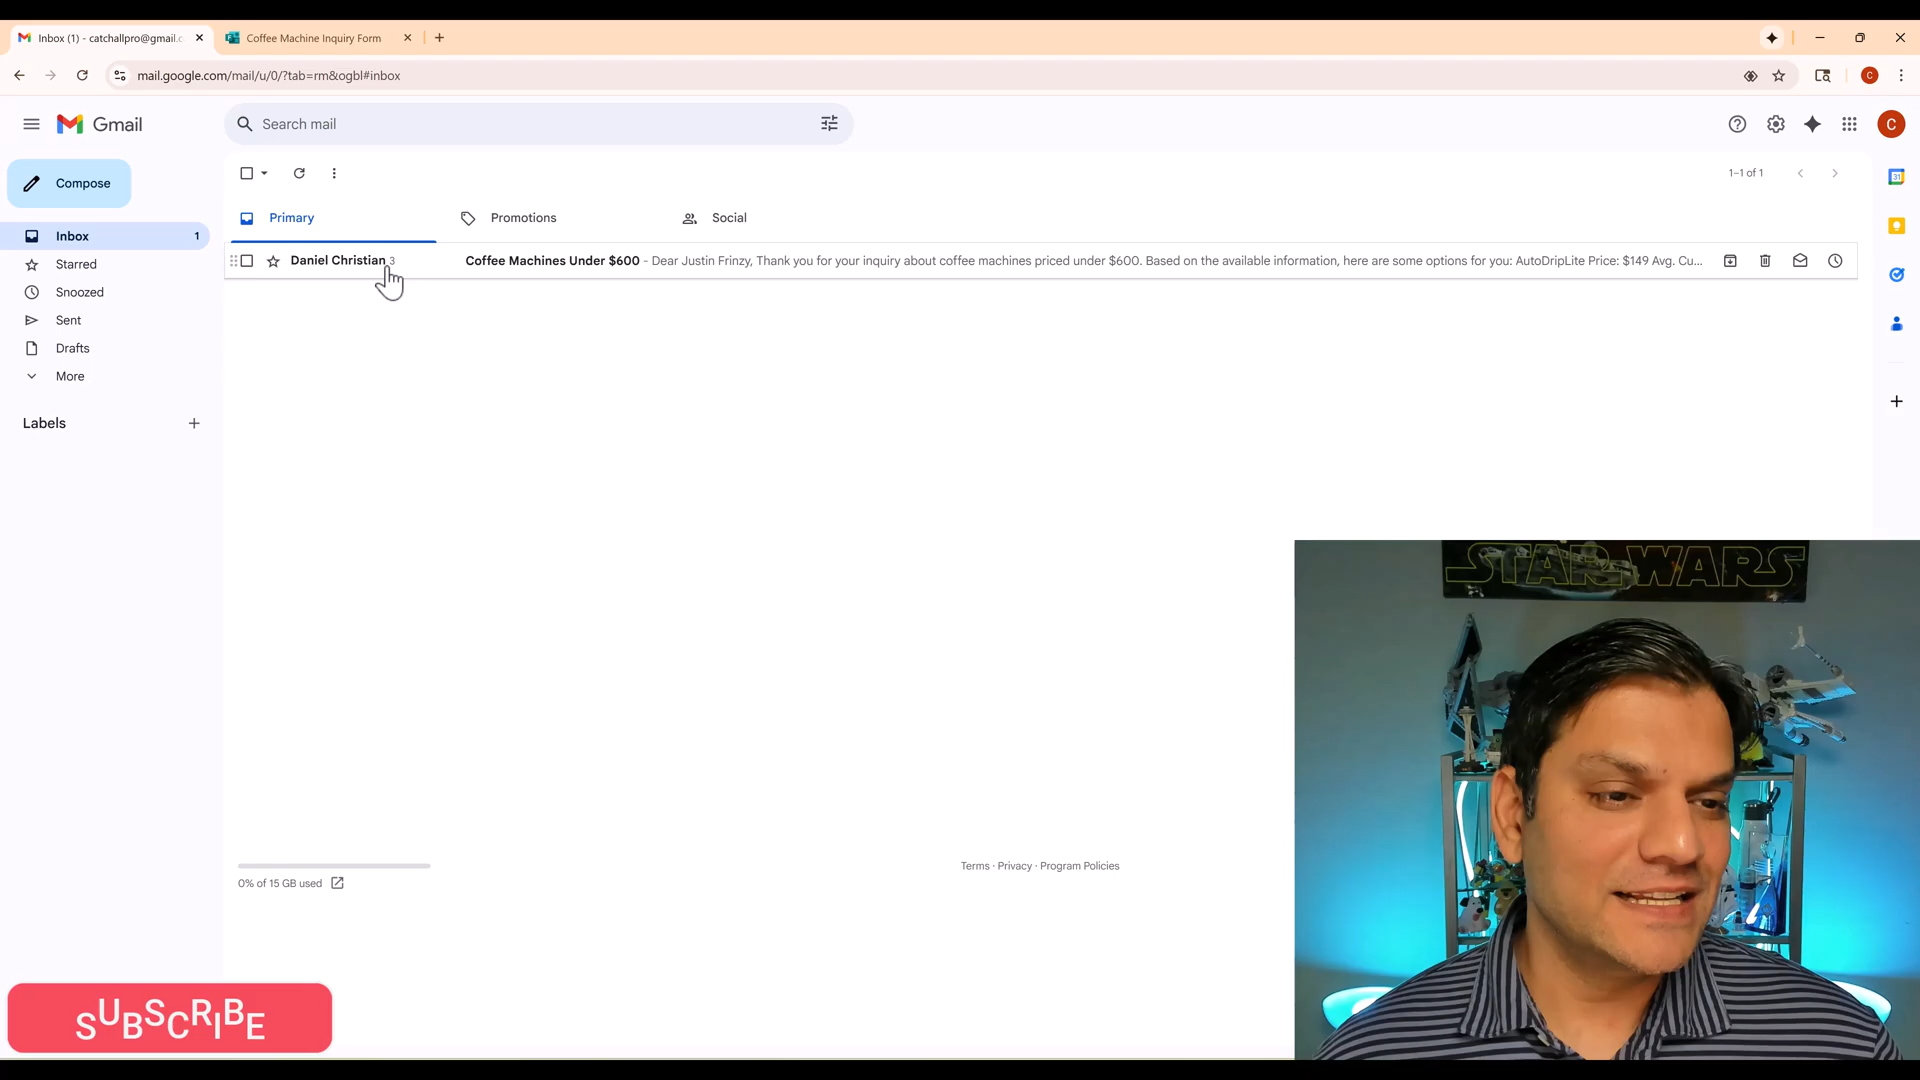 Inbox (1) - catchallpro@gmail.c
Coffee Machine Inquiry Form
mail.google.com/mail/u/0/?tab=rm&ogbl#inbox
C
Gmail
Search mail
C
Compose
1–1 of 1
31
Primary
Promotions
Social
Inbox 1
Daniel Christian 3
Coffee Machines Under $600 - Dear Justin Frinzy, Thank you for your inquiry about coffee machines priced under $600. Based on the available information, here are some options for you: AutoDripLite Price: $149 Avg. Cu...
Starred
Snoozed
Sent
Drafts
More
Labels
STAR WARS
Terms · Privacy · Program Policies
0% of 15 GB used
SUBSCRIBE